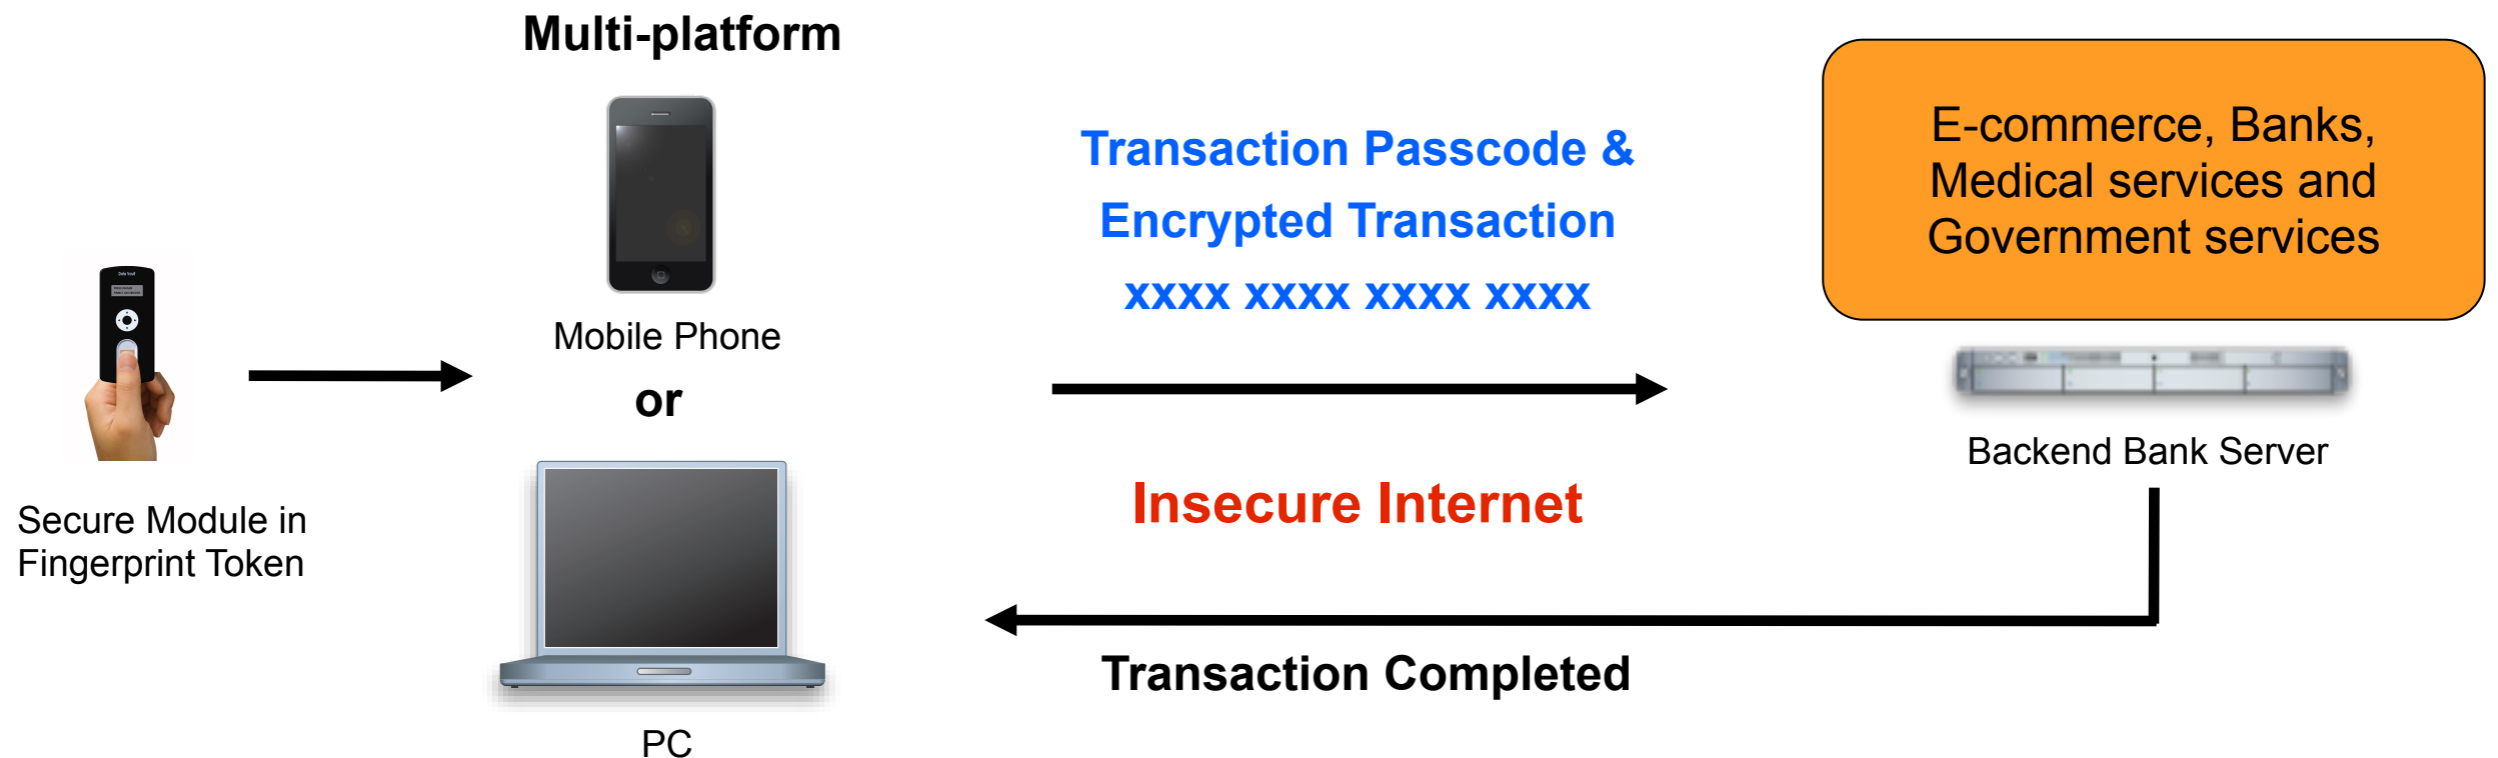 Multi-platform
Mobile Phone
or
PC
Secure Module in
Fingerprint Token
Transaction Passcode &
Encrypted Transaction
xxxx xxxx xxxx xxxx
Insecure Internet
Transaction Completed
E-commerce, Banks,
Medical services and
Government services
Backend Bank Server